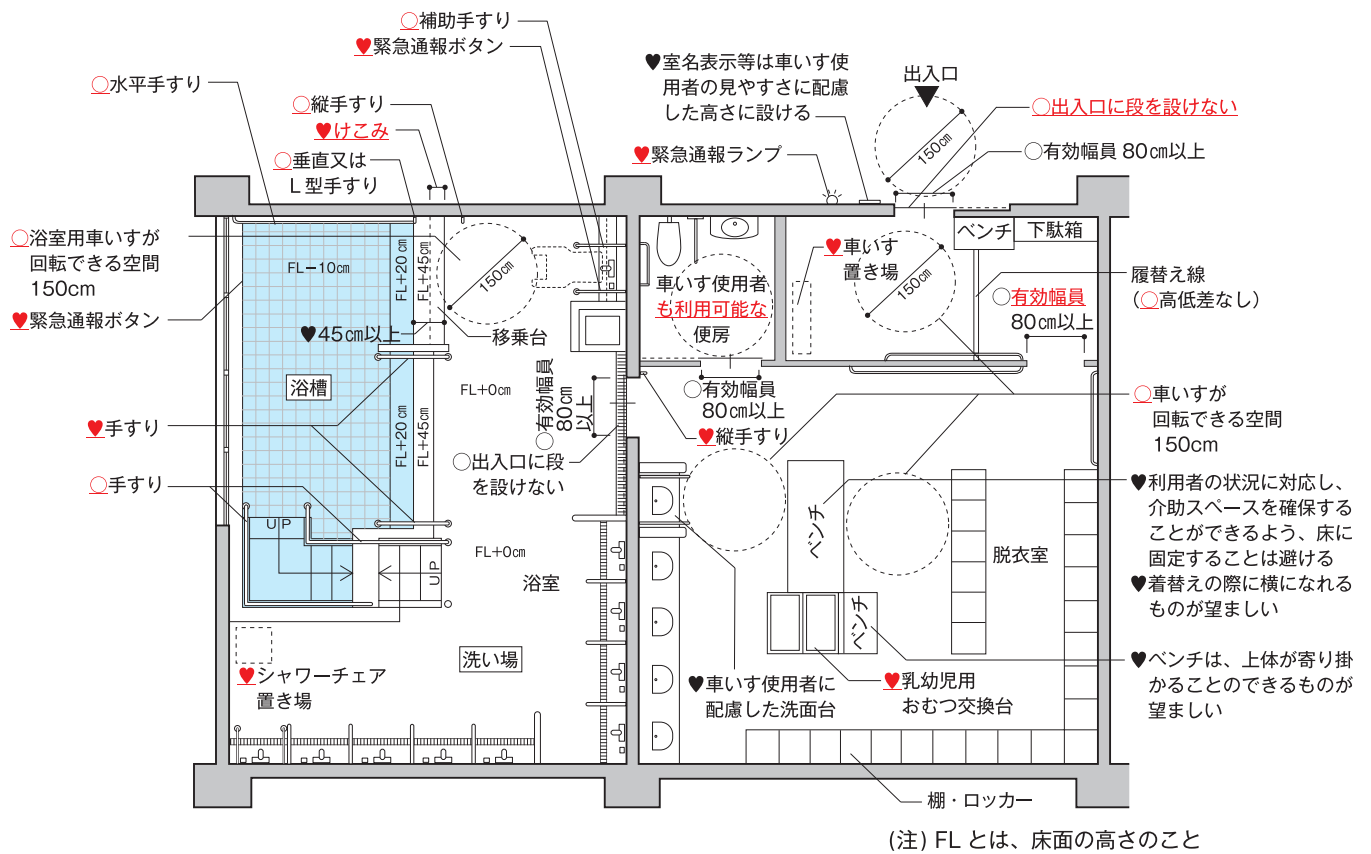 ○補助手すり
♥緊急通報ボタン
○水平手すり
○縦手すり
♥けこみ
○垂直又は
L型手すり
♥室名表示等は車いす使
用者の見やすさに配慮
した高さに設ける
出入口
○出入口に段を設けない
♥緊急通報ランプ
150cm
○有効幅員 80㎝以上
○浴室用車いすが
回転できる空間
150cm
♥緊急通報ボタン
FL−10㎝
FL+20㎝
FL+45㎝
150cm
♥45㎝以上
移乗台
車いす使用者
も利用可能な
便房
♥車いす
置き場
150cm
ベンチ
下駄箱
履替え線
(○高低差なし)
○有効幅員
80㎝以上
浴槽
FL+0㎝
○有効幅員
80㎝
以上
○有効幅員
80㎝以上
♥縦手すり
○車いすが
回転できる空間
150cm
♥手すり
FL+20㎝
FL+45㎝
○出入口に段
を設けない
○手すり
UP
UP
FL+0㎝
浴室
ベンチ
脱衣室
♥利用者の状況に対応し、
介助スペースを確保する
ことができるよう、床に
固定することは避ける
♥着替えの際に横になれる
ものが望ましい
ベンチ
洗い場
♥シャワーチェア
置き場
♥車いす使用者に
配慮した洗面台
♥乳幼児用
おむつ交換台
♥ベンチは、上体が寄り掛
かることのできるものが
望ましい
棚・ロッカー
(注) FL とは、床面の高さのこと